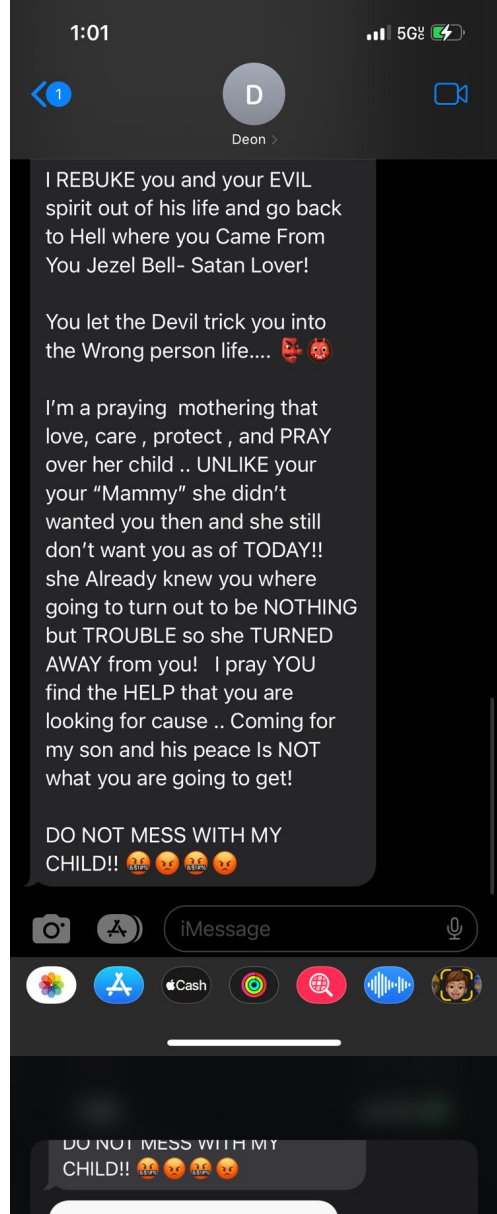 1:01
5G
1
D
Deon
I REBUKE you and your EVIL
spirit out of his life and go back
to Hell where you Came From
You Jezel Bell- Satan Lover!
You let the Devil trick you into
the Wrong person life.... 👺👹
I'm a praying  mothering that
love, care , protect , and PRAY
over her child .. UNLIKE your
your “Mammy” she didn't
wanted you then and she still
don't want you as of TODAY!!
she Already knew you where
going to turn out to be NOTHING
but TROUBLE so she TURNED
AWAY from you!   I pray YOU
find the HELP that you are
looking for cause .. Coming for
my son and his peace Is NOT
what you are going to get!
DO NOT MESS WITH MY
CHILD!! 🤬😡🤬😡
iMessage
Cash
DO NOT MESS WITH MY
CHILD!! 🤬😡🤬😡